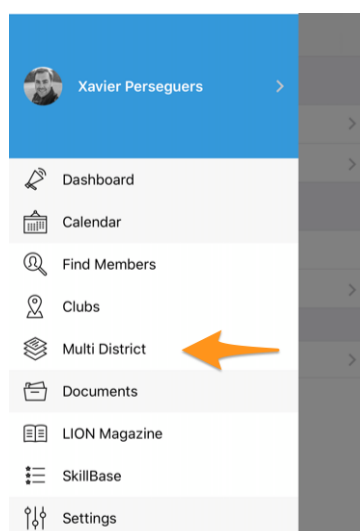 Xavier Perseguers
Dashboard
Calendar
Find Members
Clubs
Multi District
Documents
LION Magazine
SkillBase
Settings